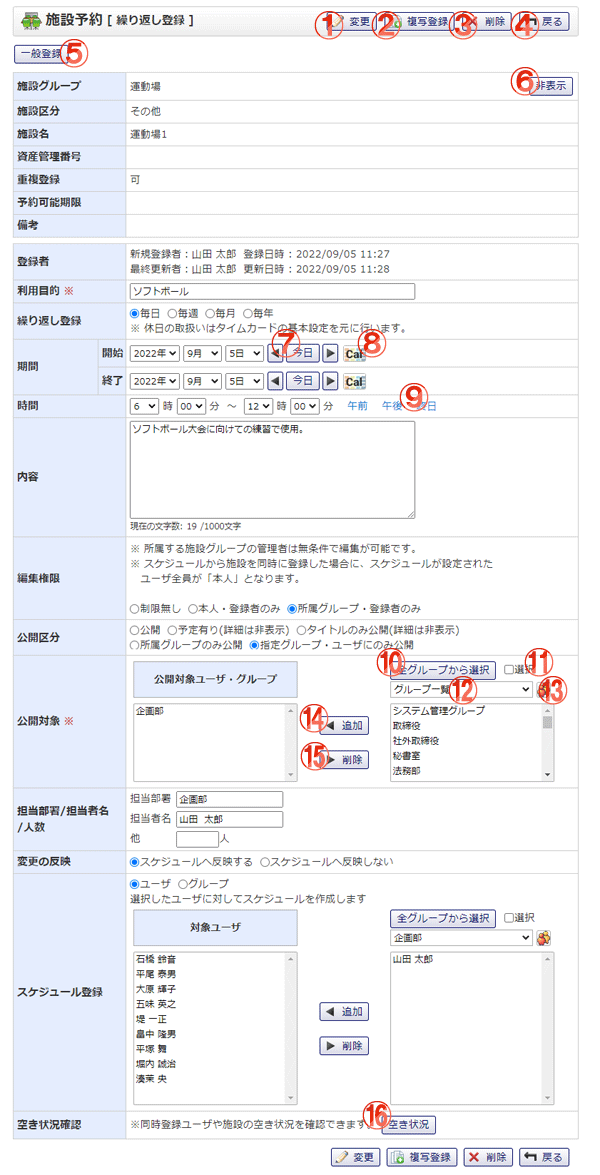 施設予約 [ 繰り返し登録 ]
① 変更 ② 複写登録 ③ 削除 ④ 戻る
一般登録 ⑤
施設グループ 運動場 ⑥ 非表示
施設区分 その他
施設名 運動場1
資産管理番号
重複登録 可
予約可能期限
備考
登録者 新規登録者：山田 太郎 登録日時：2022/09/05 11:27
最終更新者：山田 太郎 更新日時：2022/09/05 11:28
利用目的 ※ ソフトボール
繰り返し登録 毎日 毎週 毎月 毎年
※ 休日の取扱いはタイムカードの基本設定を元に行います。
期間 開始 2022年 9月 5日 ◀ ⑦ 今日 ▶ Cal ⑧
終了 2022年 9月 5日 ◀ 今日 ▶ Cal
時間 6 時 00 分 ～ 12 時 00 分 午前 午後 ⑨ 終日
内容 ソフトボール大会に向けての練習で使用。
現在の文字数: 19 /1000文字
編集権限 ※ 所属する施設グループの管理者は無条件で編集が可能です。
※ スケジュールから施設を同時に登録した場合に、スケジュールが設定された
ユーザ全員が「本人」となります。
制限無し 本人・登録者のみ 所属グループ・登録者のみ
公開区分 公開 予定有り(詳細は非表示) タイトルのみ公開(詳細は非表示)
所属グループのみ公開 指定グループ・ユーザにのみ公開
公開対象 ※ 公開対象ユーザ・グループ ⑩ 全グループから選択 選択 ⑪
グループ一覧 ⑫ ⑬
企画部 ⑭ ◀ 追加 システム管理グループ
取締役
社外取締役
⑮ ▶ 削除 秘書室
法務部
担当部署/担当者名
/人数
担当部署 企画部
担当者名 山田 太郎
他 人
変更の反映 スケジュールへ反映する スケジュールへ反映しない
スケジュール登録 ユーザ グループ
選択したユーザに対してスケジュールを作成します
対象ユーザ 全グループから選択 選択
企画部
石橋 鈴音 山田 太郎
平尾 泰男
大原 輝子
五味 英之
堤 一正 ◀ 追加
畠中 隆男
平塚 舞 ▶ 削除
堀内 誠治
湊茉 央
空き状況確認 ※同時登録ユーザや施設の空き状況を確認できます。 ⑯ 空き状況
変更 複写登録 削除 戻る